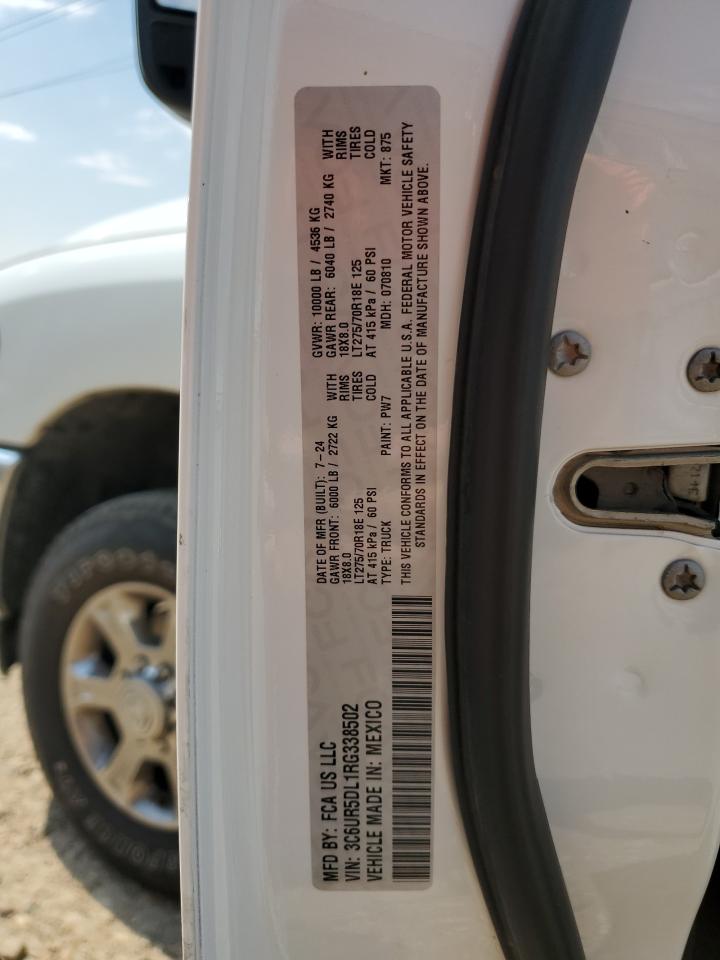 MFD BY: FCA US LLC
VIN: 3C6UR5DL1RG338502
VEHICLE MADE IN: MEXICO
DATE OF MFR (BUILT): 7-24 GVWR: 10000 LB / 4536 KG
GAWR FRONT: 6000 LB / 2722 KG WITH GAWR REAR: 6040 LB / 2740 KG WITH
18X8.0 RIMS 18X8.0 RIMS
LT275/70R18E 125 TIRES LT275/70R18E 125 TIRES
AT 415 kPa / 60 PSI COLD AT 415 kPa / 60 PSI COLD
TYPE: TRUCK PAINT: PW7 MDH: 070810 MKT: 875
THIS VEHICLE CONFORMS TO ALL APPLICABLE U.S.A. FEDERAL MOTOR VEHICLE SAFETY
STANDARDS IN EFFECT ON THE DATE OF MANUFACTURE SHOWN ABOVE.